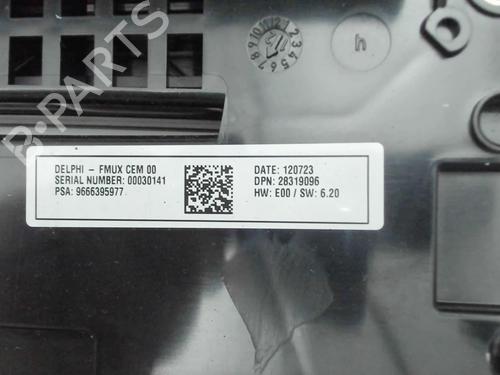 B-PARTS
h
DELPHI - FMUX CEM 00
SERIAL NUMBER: 00030141
PSA: 9666395977
DATE: 120723
DPN: 28319096
HW: E00 / SW: 6.20